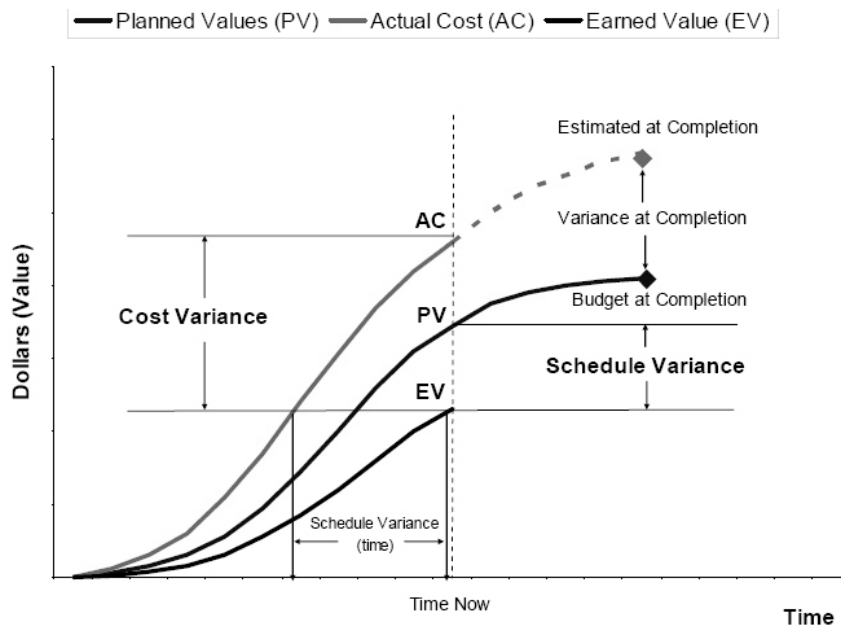 Planned Values (PV) Actual Cost (AC) Earned Value (EV)
Estimated at Completion
AC
Variance at Completion
Cost Variance
PV
Budget at Completion
Schedule Variance
EV
Dollars (Value)
Schedule Variance
(time)
Time Now
Time